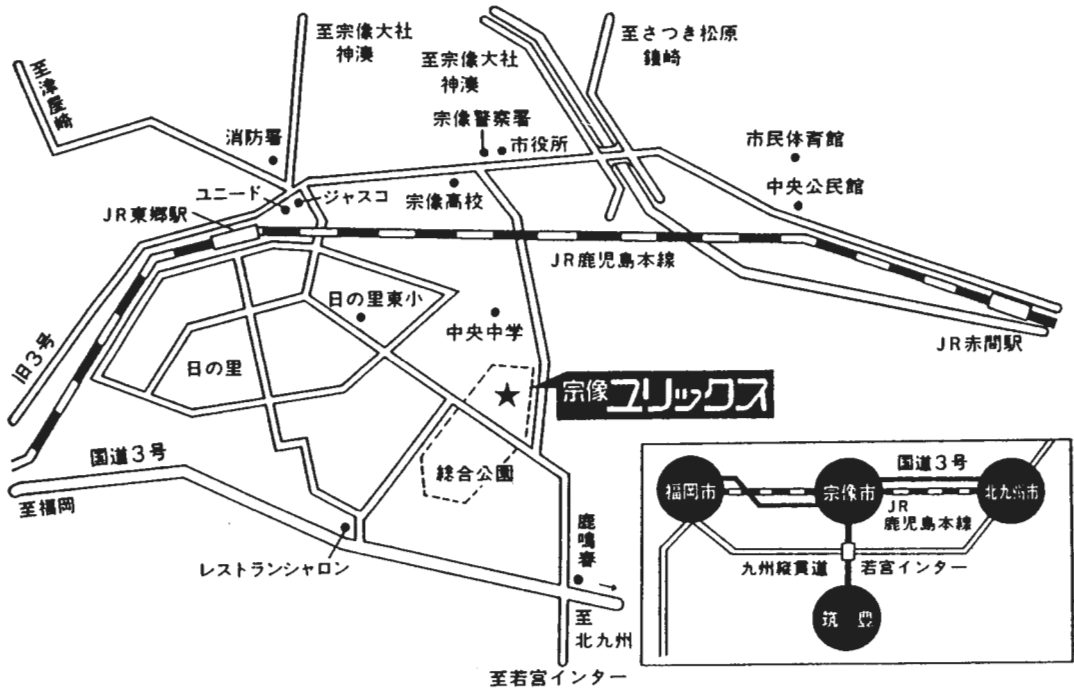 至宗像大社
神湊
至宗像大社
神湊
至さつき松原
鐘崎
至津屋崎
消防署
宗像警察署
市役所
市民体育館
中央公民館
ユニード
ジャスコ
宗像高校
JR東郷駅
JR鹿児島本線
日の里東小
中央中学
JR赤間駅
旧3号
日の里
宗像ユリックス
国道3号
総合公園
至福岡
鹿鳴春
レストランシャロン
至
北九州
至若宮インター
国道3号
福岡市
宗像市
北九州市
JR
鹿児島本線
九州縦貫道
若宮インター
筑豊